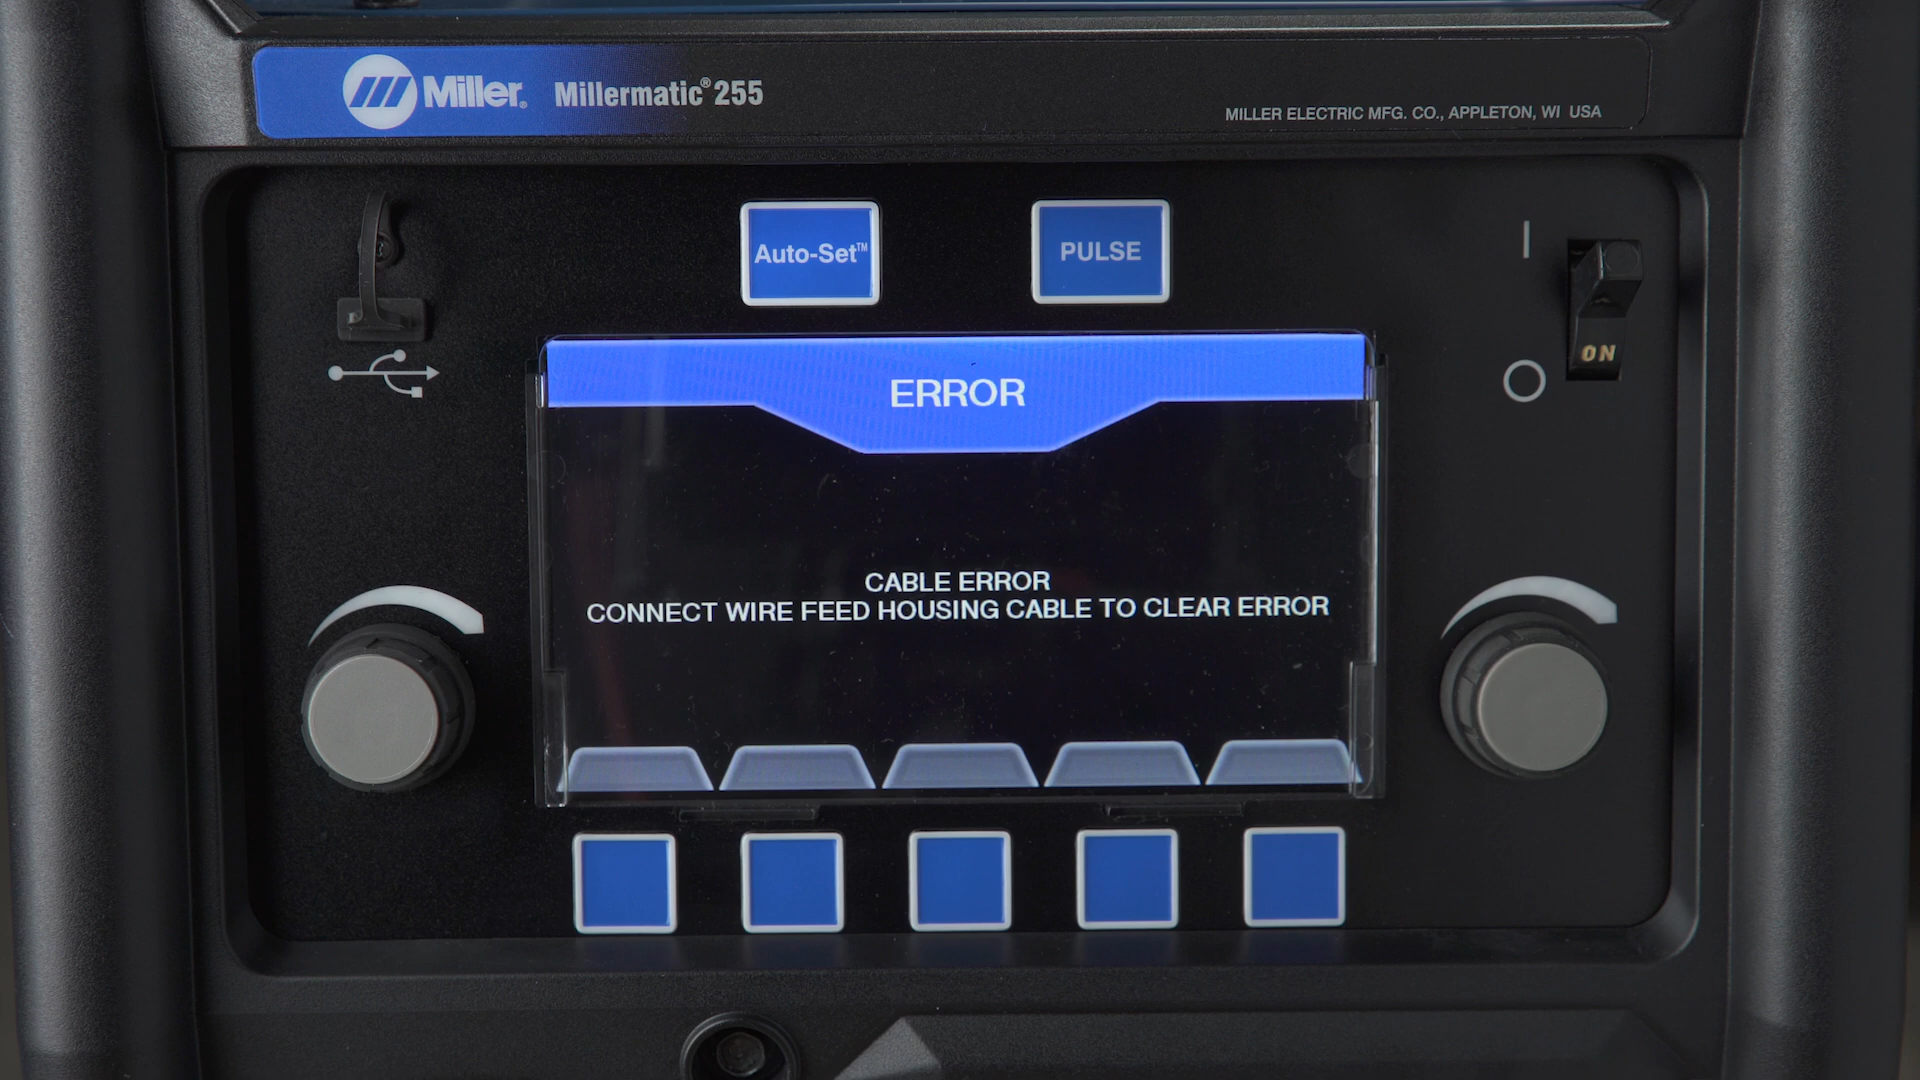 Miller® Millermatic® 255
MILLER ELECTRIC MFG. CO., APPLETON, WI USA
Auto-Set™
PULSE
ON
ERROR
CABLE ERROR
CONNECT WIRE FEED HOUSING CABLE TO CLEAR ERROR